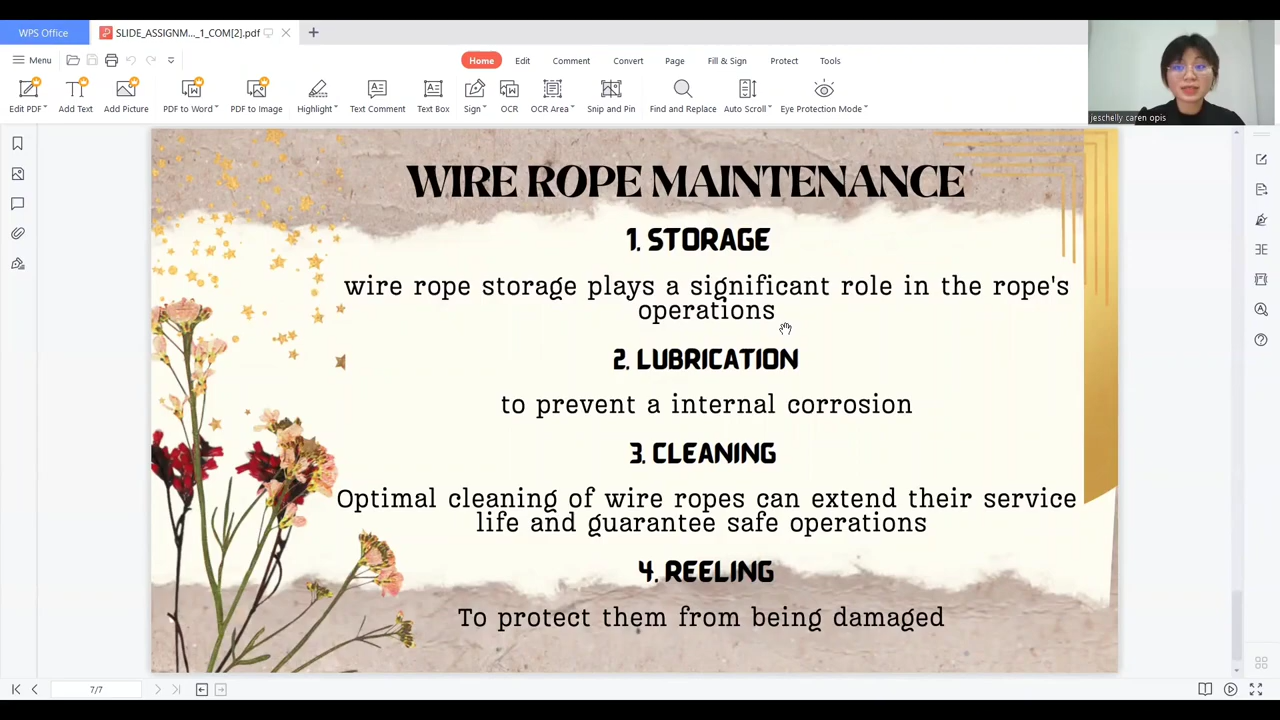 WPS Office
SLIDE_ASSIGNM..._1_COM[2].pdf
Menu
Home
Edit
Comment
Convert
Page
Fill & Sign
Protect
Tools
Edit PDF
Add Text
Add Picture
PDF to Word
PDF to Image
Highlight
Text Comment
Text Box
Sign
OCR
OCR Area
Snip and Pin
Find and Replace
Auto Scroll
Eye Protection Mode
jeschelly caren opis
WIRE ROPE MAINTENANCE
1. STORAGE
wire rope storage plays a significant role in the rope's
operations
2. LUBRICATION
to prevent a internal corrosion
3. CLEANING
Optimal cleaning of wire ropes can extend their service
life and guarantee safe operations
4. REELING
To protect them from being damaged
7/7